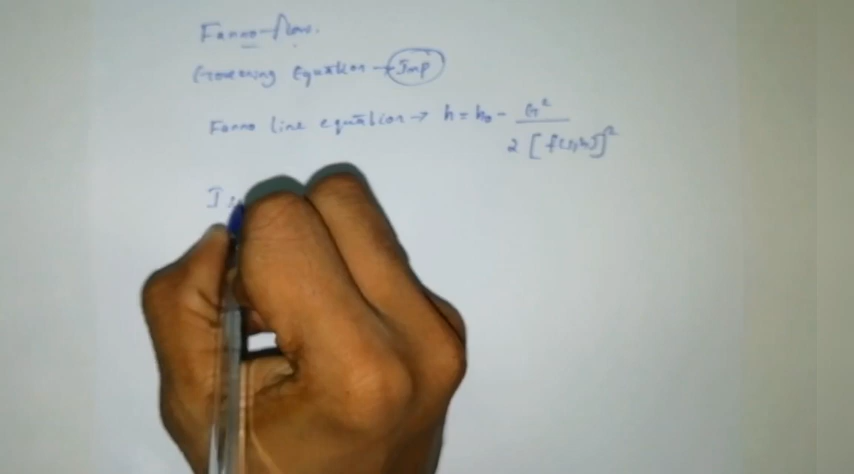 Fanno flow.
Governing Equation → Imp
Fanno line equation → h = h₀ - G² / 2 [f(s,h)]²
I